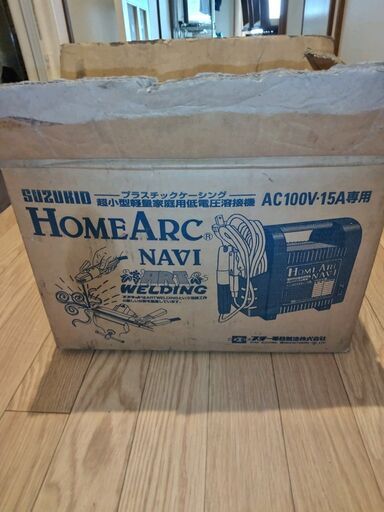 SUZUKID
プラスチックケーシング
超小型軽量家庭用低電圧溶接機
AC100V·15A専用
HOMEARC®
NAVI
ART
WELDING
HOMEARC
NAVI
スター電器製造株式会社